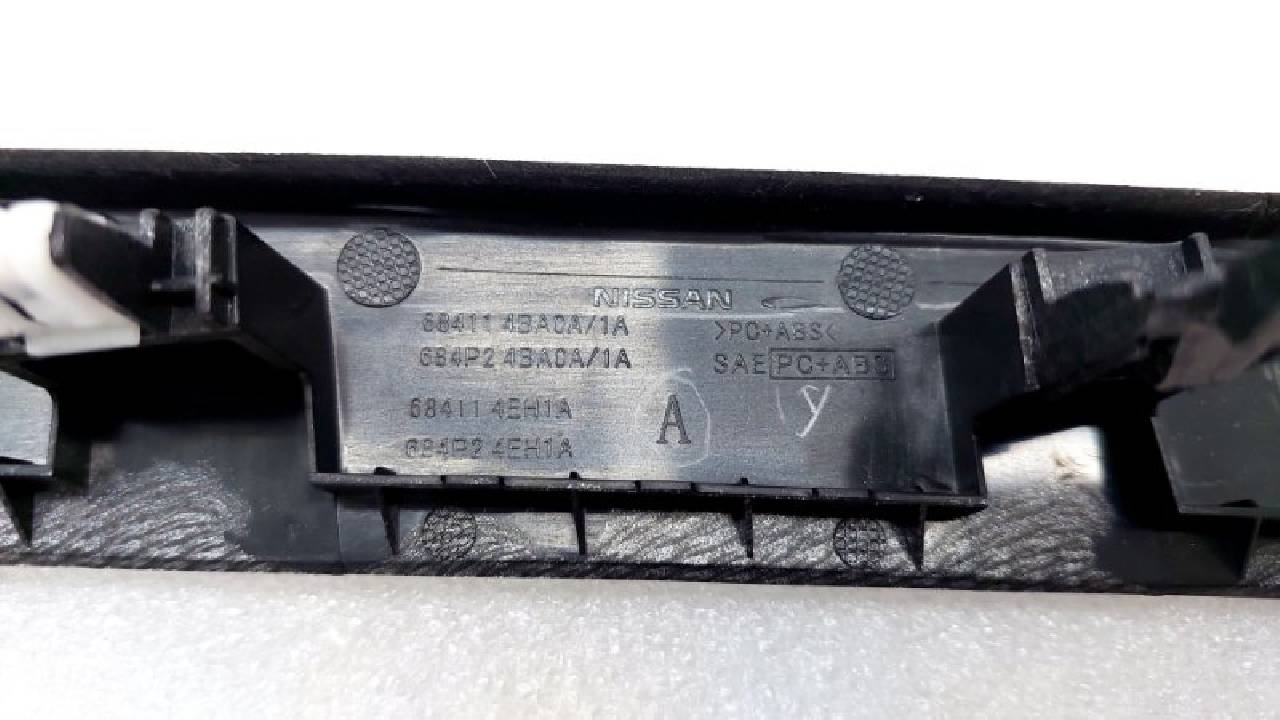 NISSAN
68411 4BA0A/1A
>PC+ABS<
684P2 4BA0A/1A
SAE PC+ABS
68411 4EH1A
A
y
684P2 4EH1A